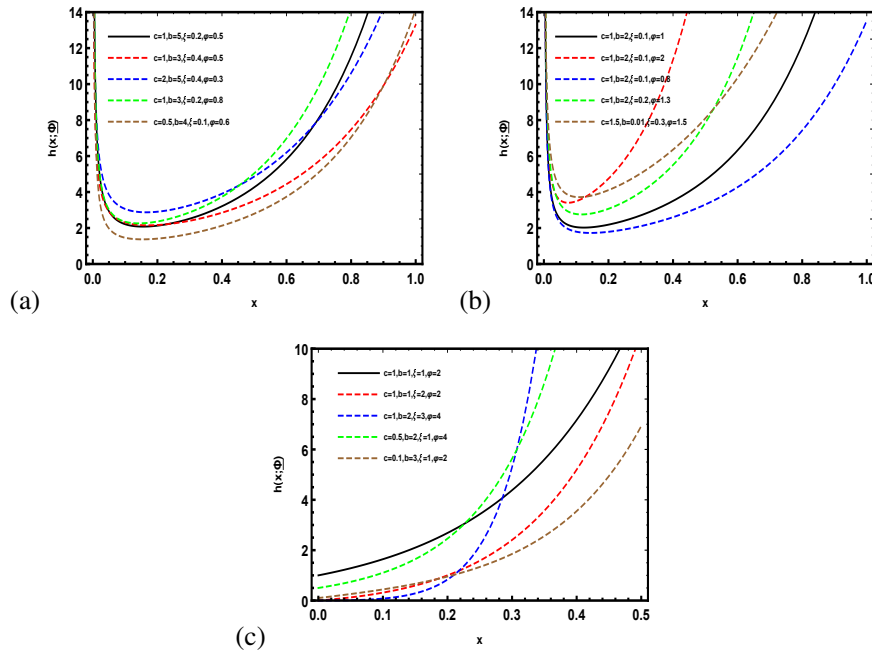 14
12
10
8
6
4
2
0
h(x;Φ)
c=1,b=5,ξ=0.2,φ=0.5
c=1,b=3,ξ=0.4,φ=0.5
c=2,b=5,ξ=0.4,φ=0.3
c=1,b=3,ξ=0.2,φ=0.8
c=0.5,b=4,ξ=0.1,φ=0.6
0.0 0.2 0.4 0.6 0.8 1.0
x
(a)
14
12
10
8
6
4
2
0
h(x;Φ)
c=1,b=2,ξ=0.1,φ=1
c=1,b=2,ξ=0.1,φ=2
c=1,b=2,ξ=0.1,φ=0.8
c=1,b=2,ξ=0.2,φ=1.3
c=1.5,b=0.01,ξ=0.3,φ=1.5
0.0 0.2 0.4 0.6 0.8 1.0
x
(b)
10
8
6
4
2
0
h(x;Φ)
c=1,b=1,ξ=1,φ=2
c=1,b=1,ξ=2,φ=2
c=1,b=2,ξ=3,φ=4
c=0.5,b=2,ξ=1,φ=4
c=0.1,b=3,ξ=1,φ=2
0.0 0.1 0.2 0.3 0.4 0.5
x
(c)